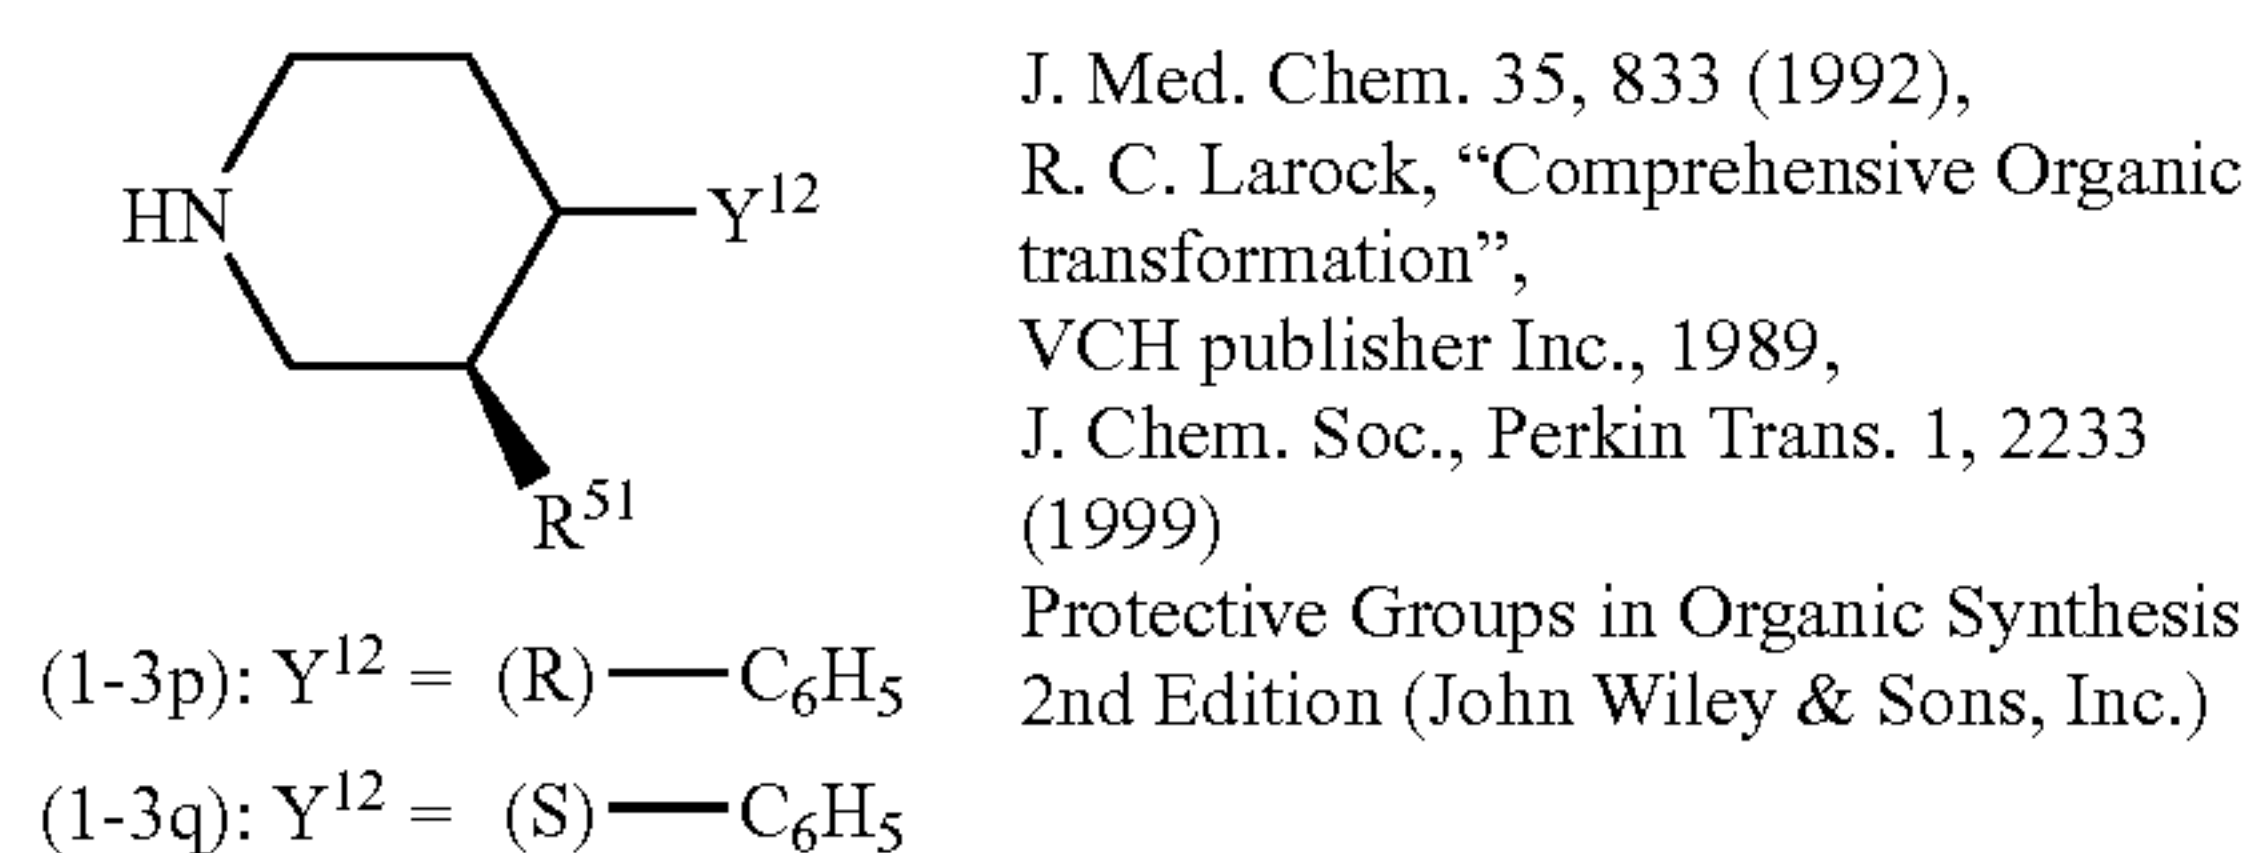 HN
Y12
R51
(1-3p): Y12 = (R)—C6H5
(1-3q): Y12 = (S)—C6H5
J. Med. Chem. 35, 833 (1992),
R. C. Larock, “Comprehensive Organic
transformation”,
VCH publisher Inc., 1989,
J. Chem. Soc., Perkin Trans. 1, 2233
(1999)
Protective Groups in Organic Synthesis
2nd Edition (John Wiley & Sons, Inc.)